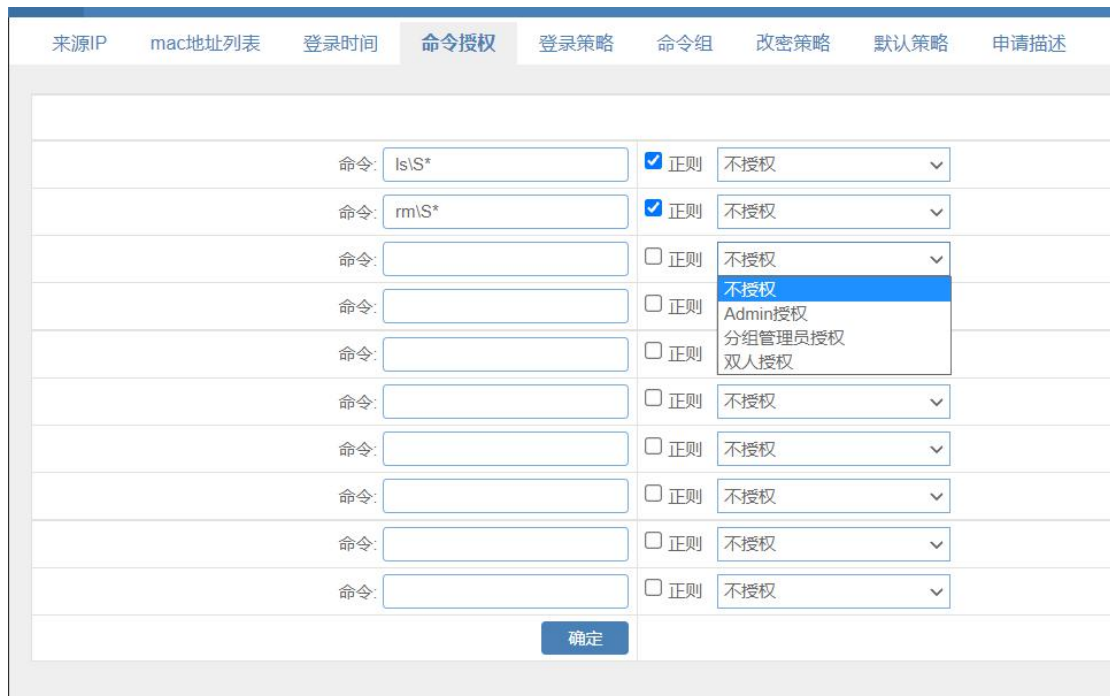 来源IP mac地址列表 登录时间 命令授权 登录策略 命令组 改密策略 默认策略 申请描述
命令: ls\S* 正则 不授权
命令: rm\S* 正则 不授权
命令: 正则 不授权
不授权
命令: 正则 Admin授权
分组管理员授权
命令: 正则 双人授权
命令: 正则 不授权
命令: 正则 不授权
命令: 正则 不授权
命令: 正则 不授权
命令: 正则 不授权
确定